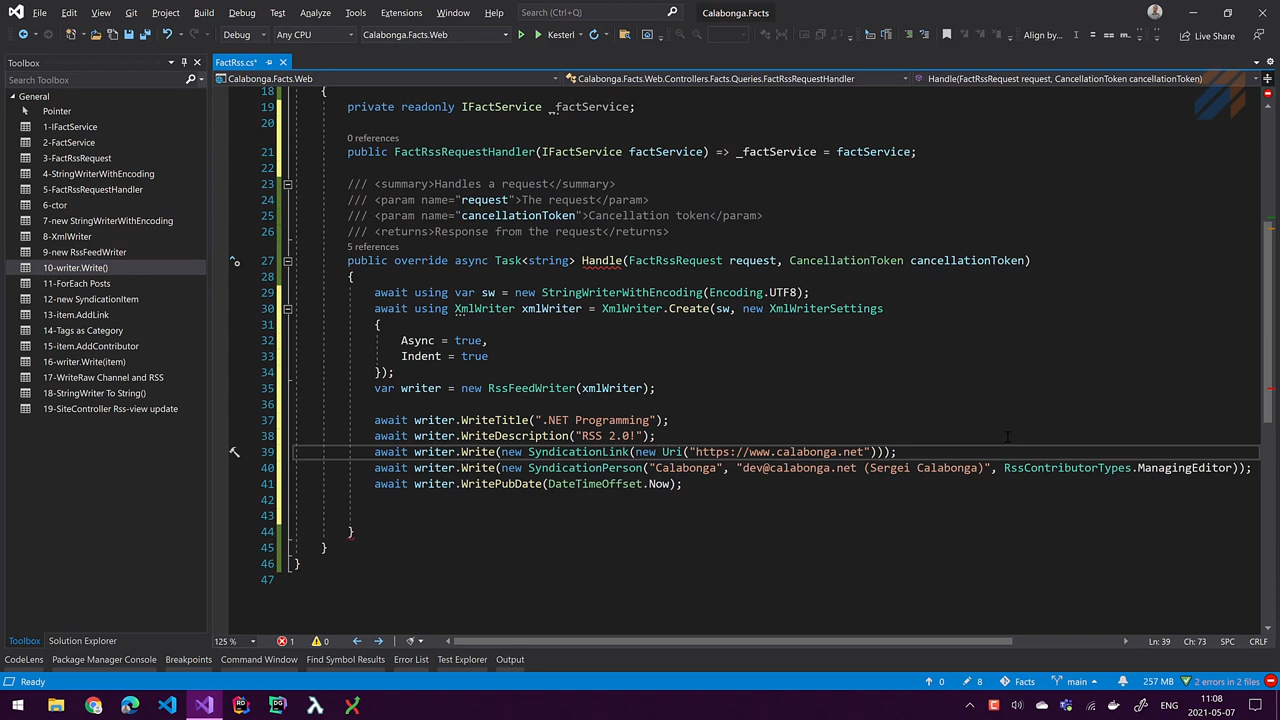 File Edit View Git Project Build Debug Test Analyze Tools Extensions Window Help Search (Ctrl+Q) Calabonga.Facts
Debug Any CPU Calabonga.Facts.Web Kestrel Align by... Live Share
Toolbox
Search Toolbox
General
Pointer
1-IFactService
2-FactService
3-FactRssRequest
4-StringWriterWithEncoding
5-FactRssRequestHandler
6-ctor
7-new StringWriterWithEncoding
8-XmlWriter
9-new RssFeedWriter
10-writer.Write()
11-ForEach Posts
12-new SyndicationItem
13-item.AddLink
14-Tags as Category
15-item.AddContributor
16-writer.Write(item)
17-WriteRaw Channel and RSS
18-StringWriter To String()
19-SiteController Rss-view update
FactRss.cs*
Calabonga.Facts.Web Calabonga.Facts.Web.Controllers.Facts.Queries.FactRssRequestHandler Handle(FactRssRequest request, CancellationToken cancellationToken)
18 {
19 private readonly IFactService _factService;
20
0 references
21 public FactRssRequestHandler(IFactService factService) => _factService = factService;
22
23 /// <summary>Handles a request</summary>
24 /// <param name="request">The request</param>
25 /// <param name="cancellationToken">Cancellation token</param>
26 /// <returns>Response from the request</returns>
5 references
27 public override async Task<string> Handle(FactRssRequest request, CancellationToken cancellationToken)
28 {
29 await using var sw = new StringWriterWithEncoding(Encoding.UTF8);
30 await using XmlWriter xmlWriter = XmlWriter.Create(sw, new XmlWriterSettings
31 {
32 Async = true,
33 Indent = true
34 });
35 var writer = new RssFeedWriter(xmlWriter);
36
37 await writer.WriteTitle(".NET Programming");
38 await writer.WriteDescription("RSS 2.0!");
39 await writer.Write(new SyndicationLink(new Uri("https://www.calabonga.net")));
40 await writer.Write(new SyndicationPerson("Calabonga", "dev@calabonga.net (Sergei Calabonga)", RssContributorTypes.ManagingEditor));
41 await writer.WritePubDate(DateTimeOffset.Now);
42
43
44 }
45 }
46 }
47
Toolbox Solution Explorer 125 % 1 0 Ln: 39 Ch: 73 SPC CRLF
CodeLens Package Manager Console Breakpoints Command Window Find Symbol Results Error List Test Explorer Output
Ready 0 8 Facts main 257 MB 2 errors in 2 files
ENG 11:08
2021-05-07